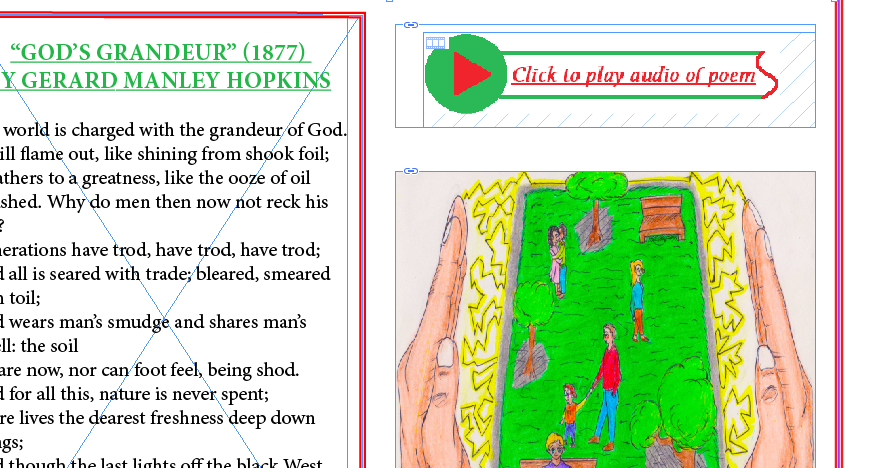 “GOD’S GRANDEUR” (1877)
Y GERARD MANLEY HOPKINS
world is charged with the grandeur of God.
ill flame out, like shining from shook foil;
athers to a greatness, like the ooze of oil
shed. Why do men then now not reck his
?
nerations have trod, have trod, have trod;
d all is seared with trade; bleared, smeared
n toil;
d wears man’s smudge and shares man’s
ell: the soil
are now, nor can foot feel, being shod.
d for all this, nature is never spent;
re lives the dearest freshness deep down
ngs;
d though the last lights off the black West
Click to play audio of poem